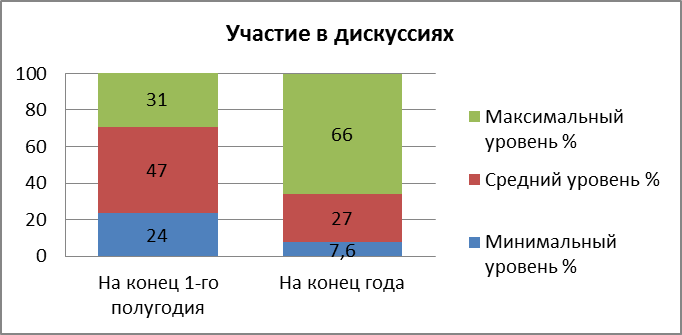 Участие в дискуссиях
100
80
60
40
20
0
31
47
24
66
27
7,6
На конец 1-го
полугодия
На конец года
Максимальный
уровень %
Средний уровень %
Минимальный
уровень %